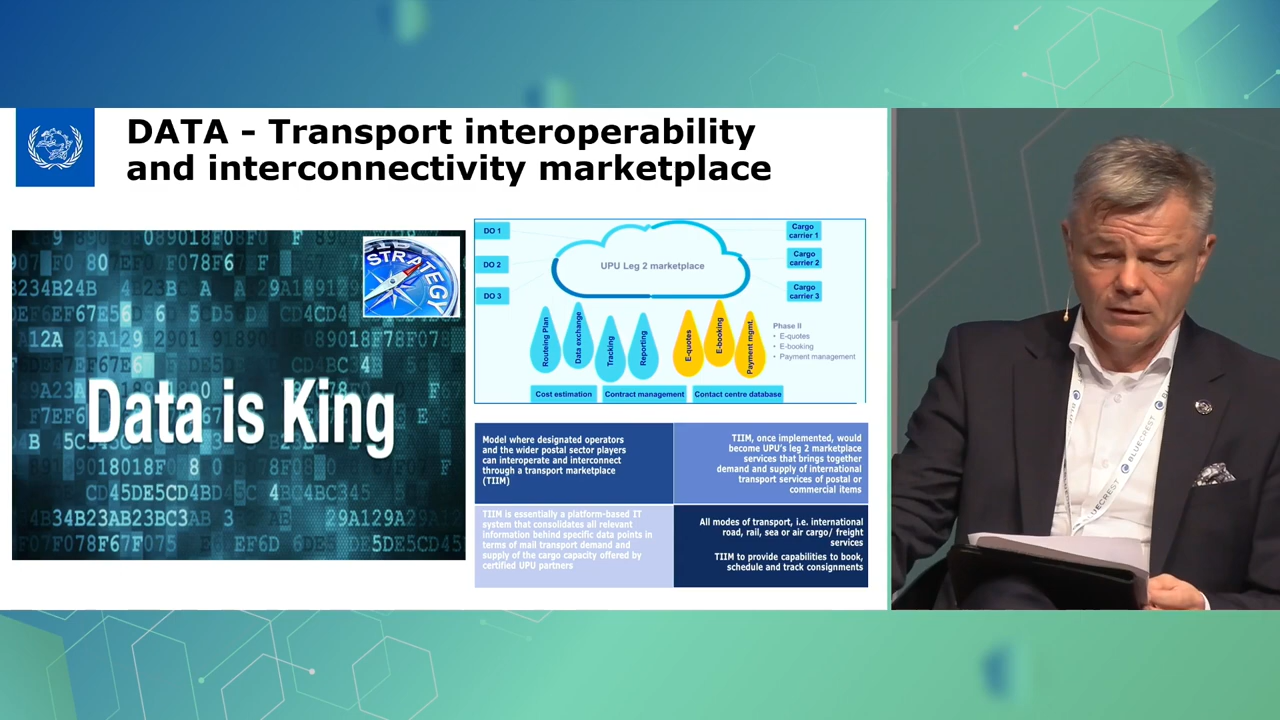 DATA - Transport interoperability
and interconnectivity marketplace
STRATEGY
Data is King
DO 1
DO 2
DO 3
UPU Leg 2 marketplace
Cargo
carrier 1
Cargo
carrier 2
Cargo
carrier 3
Routeing Plan
Data exchange
Tracking
Reporting
E-quotes
E-booking
Payment mgmt.
Phase II
• E-quotes
• E-booking
• Payment management
Cost estimation
Contract management
Contact centre database
Model where designated operators
and the wider postal sector players
can interoperate and interconnect
through a transport marketplace
(TIIM)
TIIM, once implemented, would
become UPU's leg 2 marketplace
services that brings together
demand and supply of international
transport services of postal or
commercial items
TIIM is essentially a platform-based IT
system that consolidates all relevant
information behind specific data points in
terms of mail transport demand and
supply of the cargo capacity offered by
certified UPU partners
All modes of transport, i.e. international
road, rail, sea or air cargo/ freight
services
TIIM to provide capabilities to book,
schedule and track consignments
BLUECREST
BLUECREST